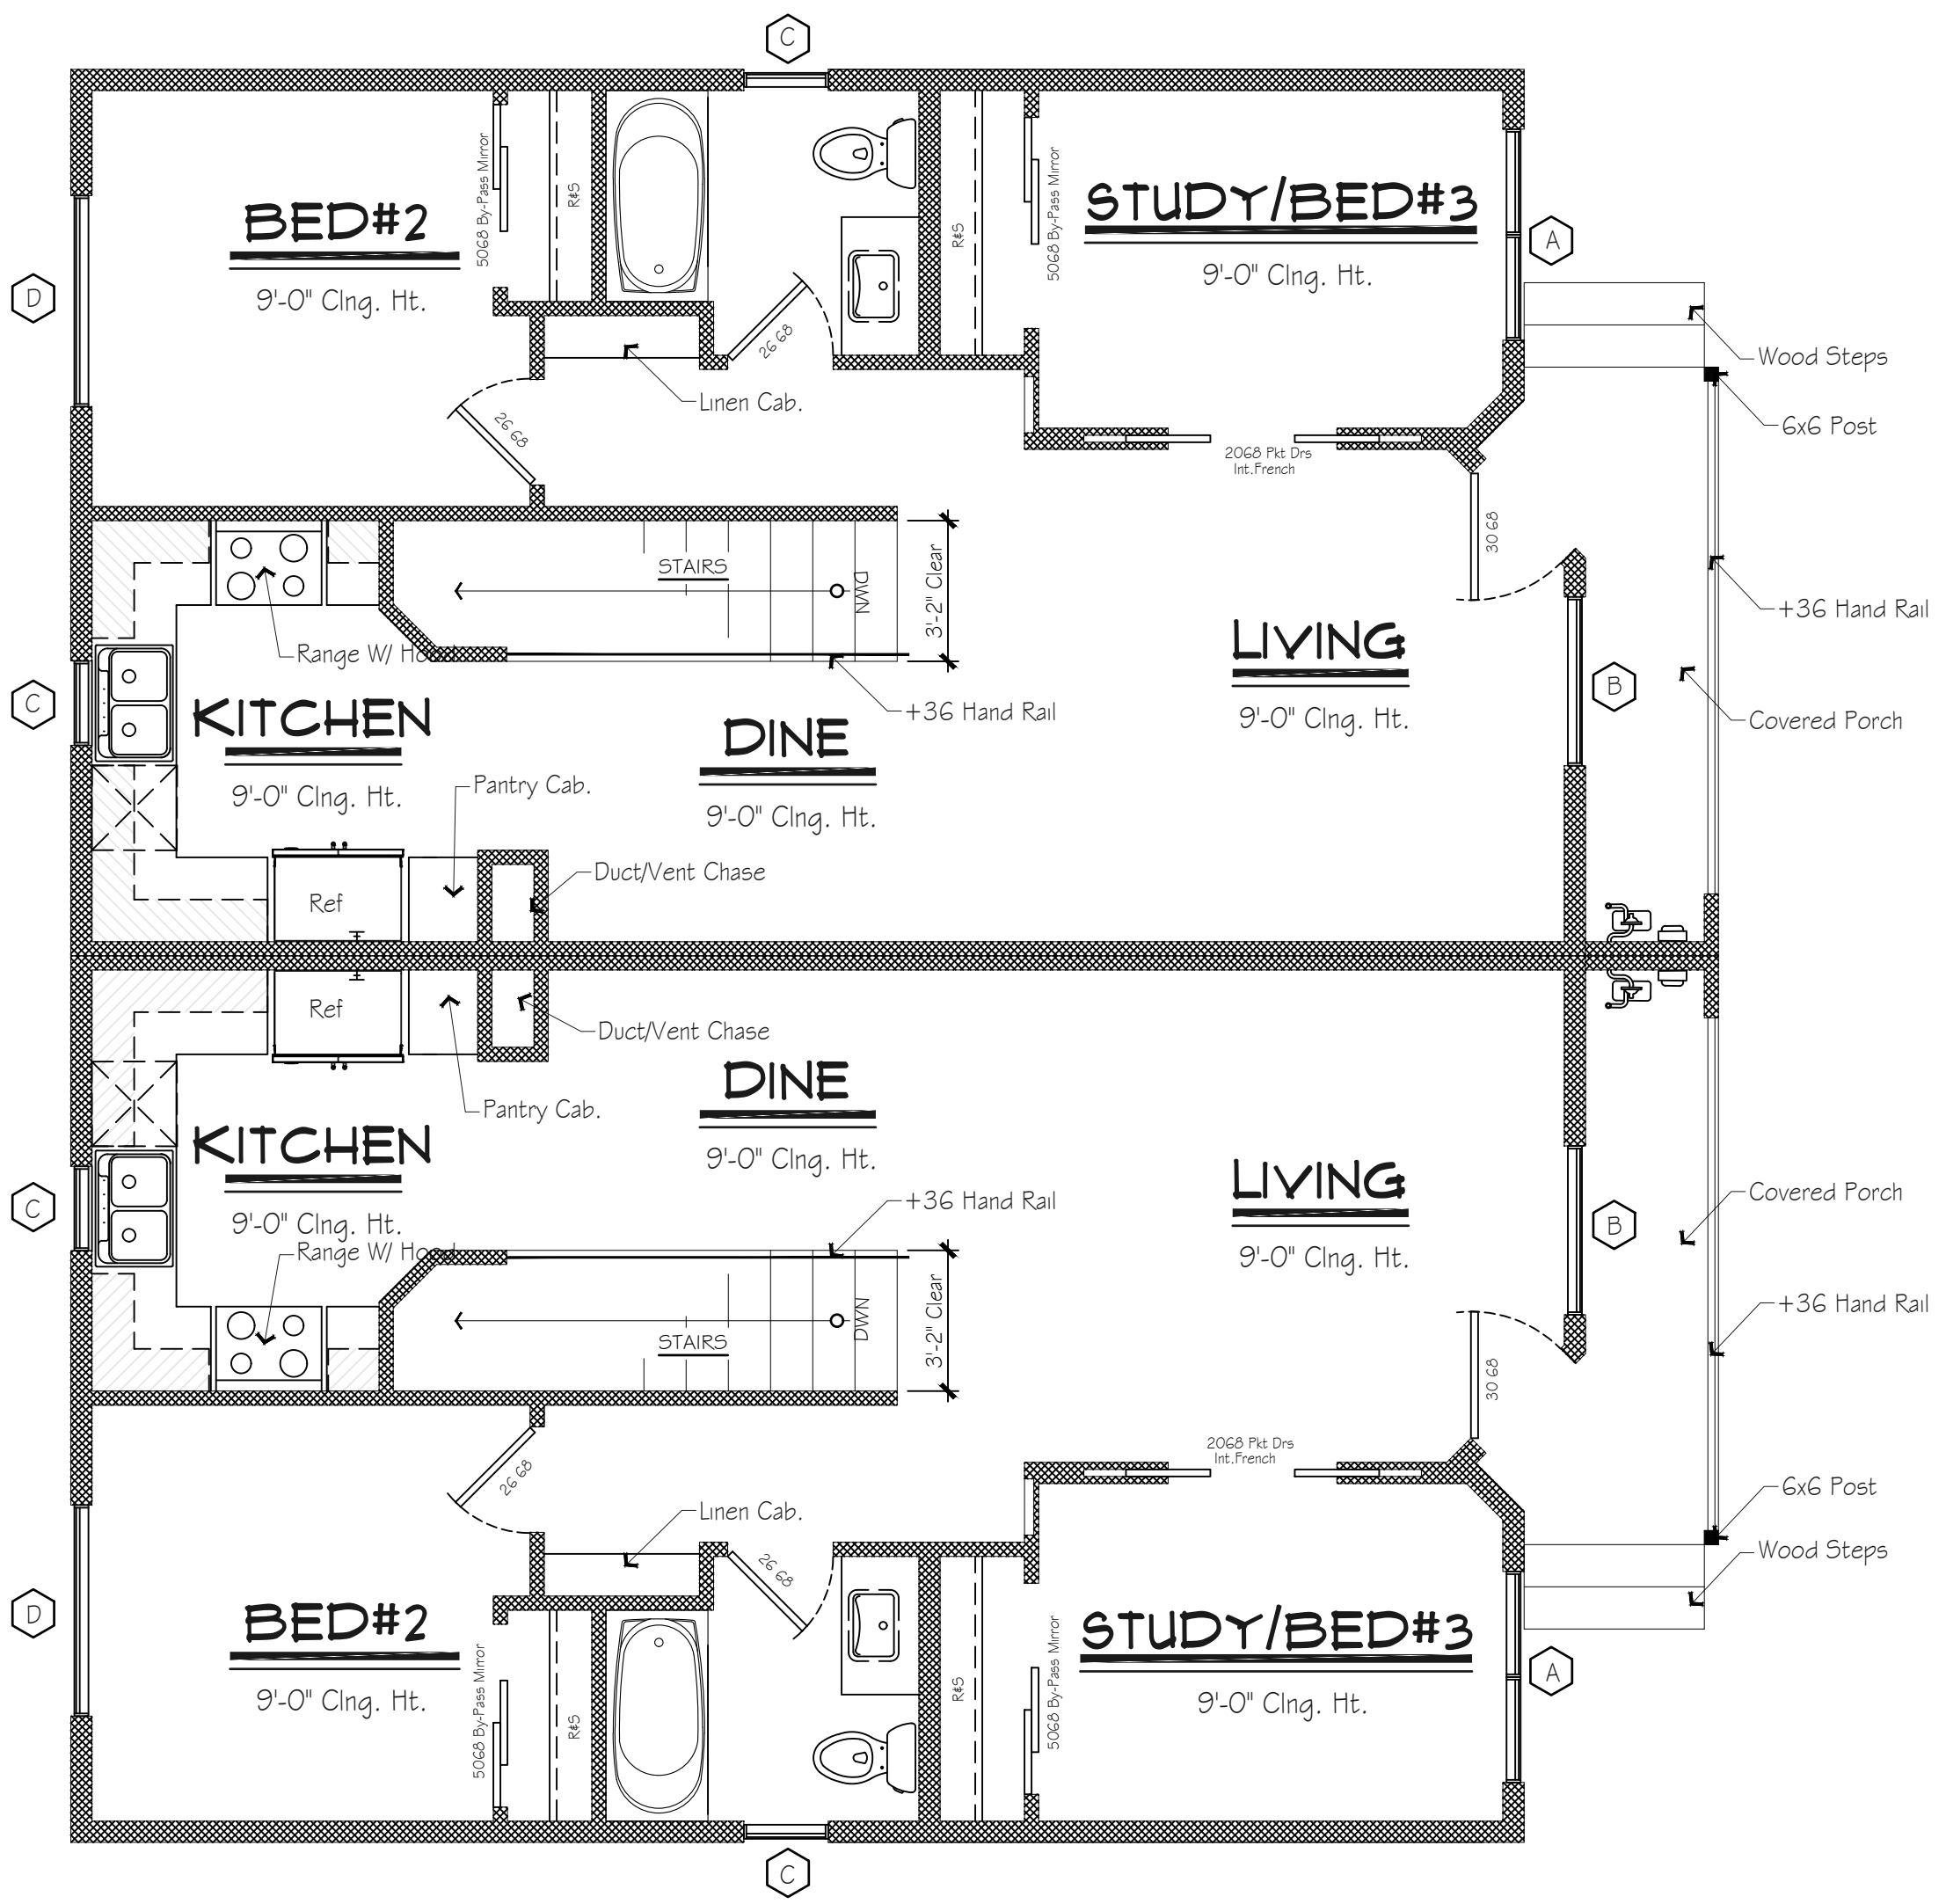 C
5068 By-Pass Mirror
R&S
R&S
5068 By-Pass Mirror
BED#2
9'-0" Clng. Ht.
STUDY/BED#3
9'-0" Clng. Ht.
A
D
26 68
Wood Steps
Linen Cab.
6x6 Post
26 68
2068 Pkt Drs
Int.French
30 68
STAIRS
DWN
3'-2" Clear
+36 Hand Rail
Range W/ Hood
LIVING
9'-0" Clng. Ht.
B
C
KITCHEN
9'-0" Clng. Ht.
+36 Hand Rail
DINE
9'-0" Clng. Ht.
Covered Porch
Pantry Cab.
Duct/Vent Chase
Ref
Ref
Duct/Vent Chase
Pantry Cab.
DINE
9'-0" Clng. Ht.
KITCHEN
9'-0" Clng. Ht.
C
Range W/ Hood
+36 Hand Rail
LIVING
9'-0" Clng. Ht.
B
Covered Porch
+36 Hand Rail
STAIRS
DWN
3'-2" Clear
30 68
2068 Pkt Drs
Int.French
26 68
Linen Cab.
6x6 Post
Wood Steps
26 68
D
BED#2
9'-0" Clng. Ht.
STUDY/BED#3
9'-0" Clng. Ht.
A
5068 By-Pass Mirror
R&S
R&S
5068 By-Pass Mirror
C